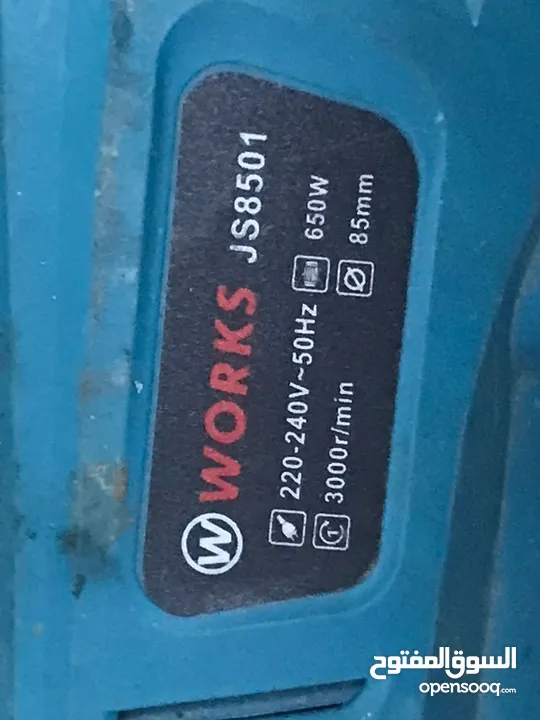 W WORKS JS8501
220-240V~50Hz 650W
3000r/min 85mm
السوق المفتوح
opensooq.com